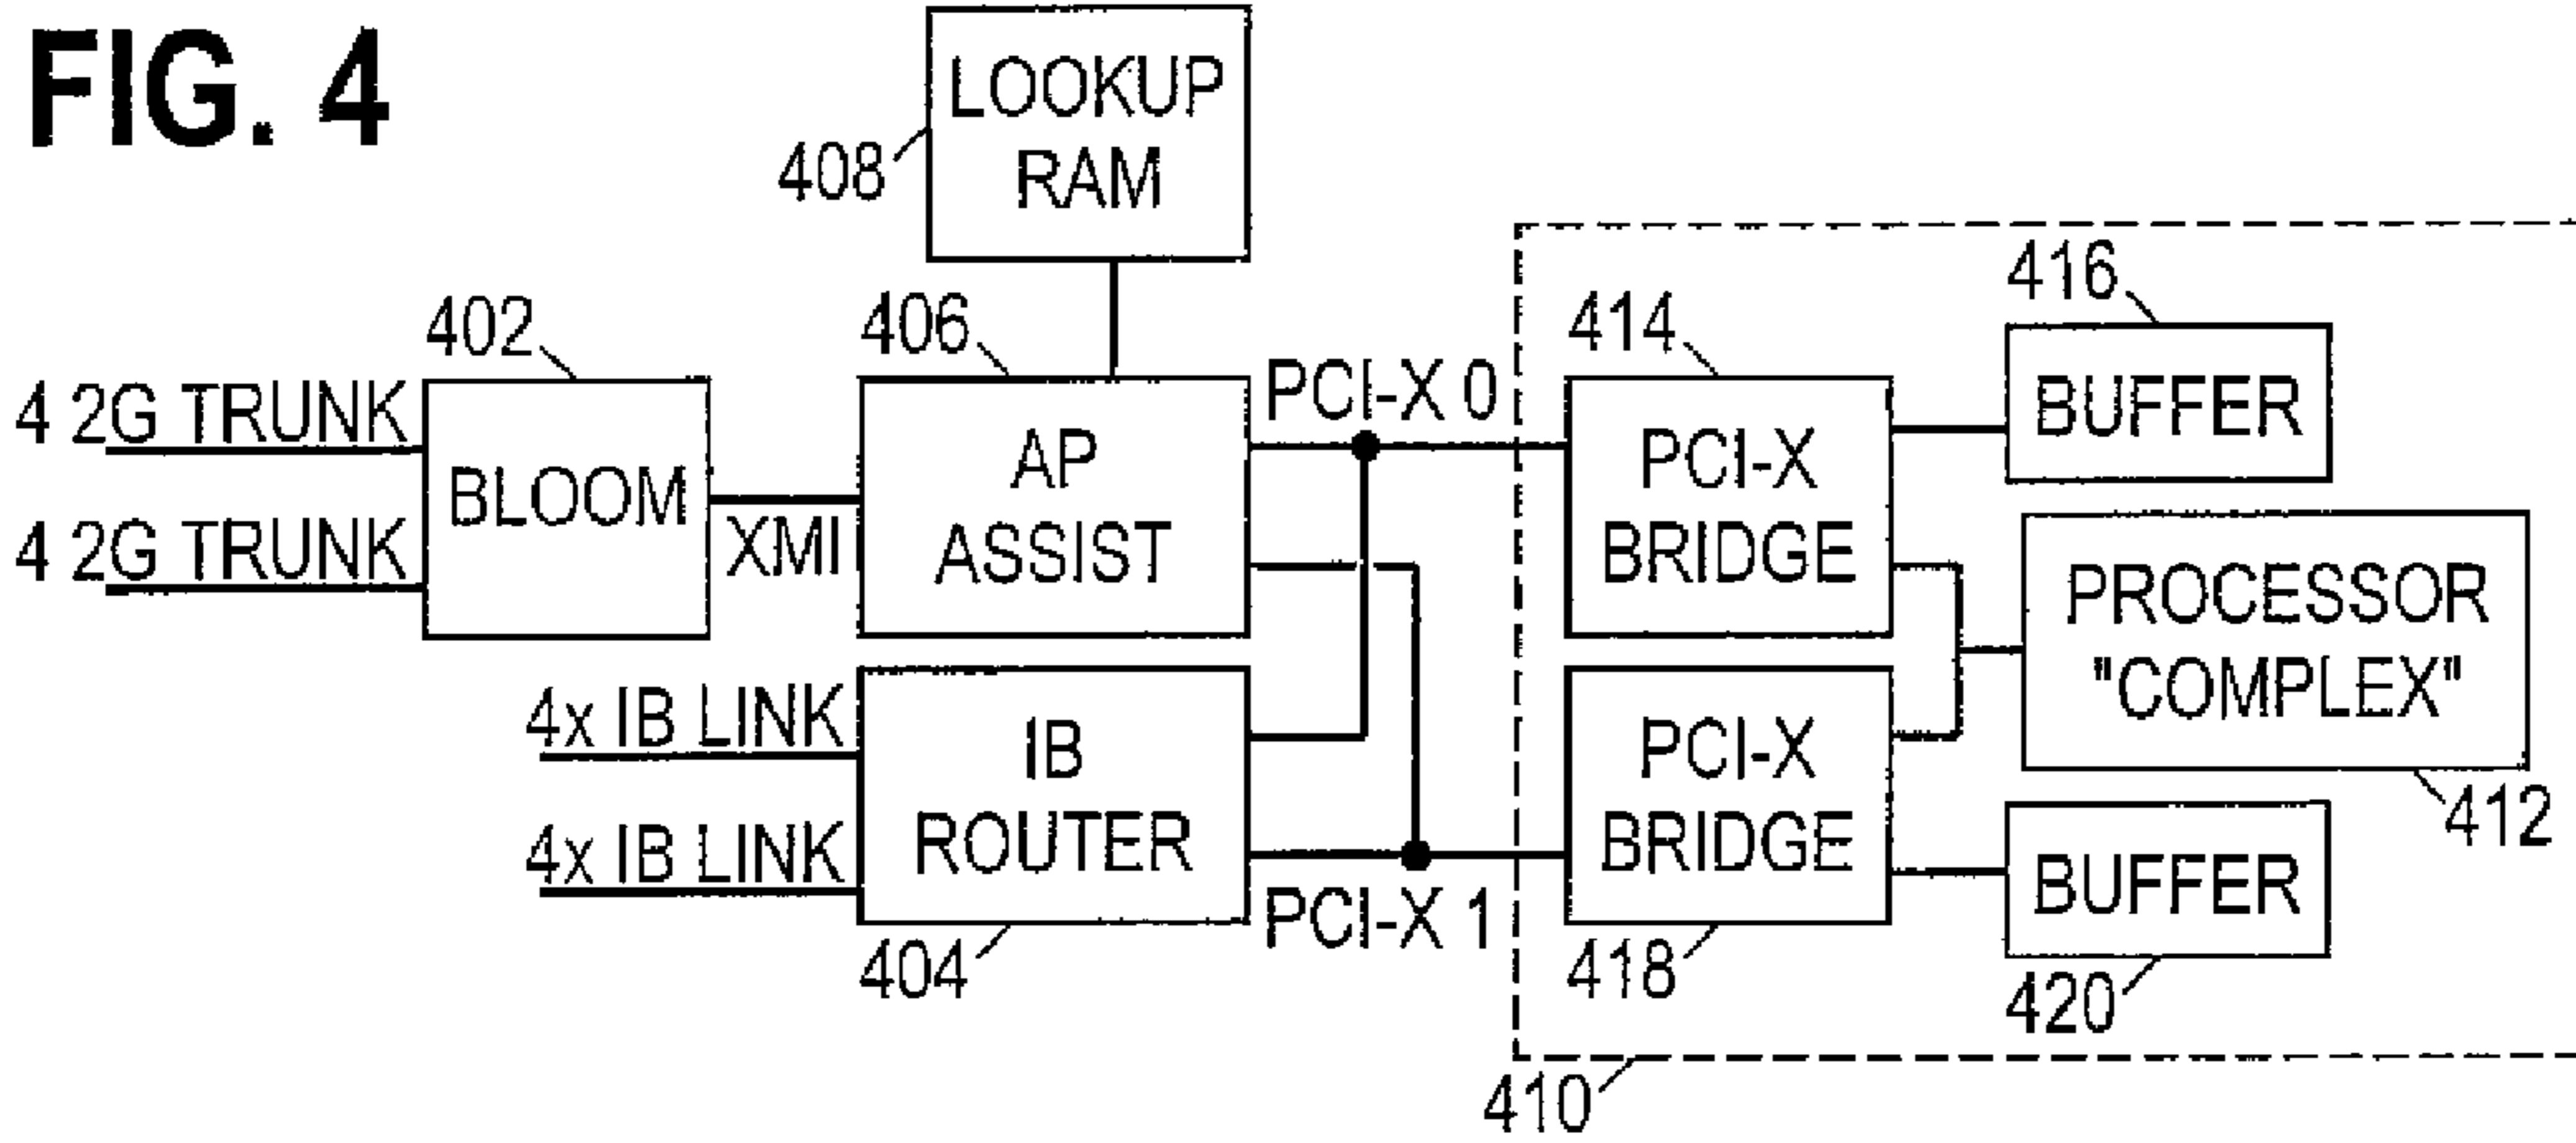 FIG. 4
LOOKUP
RAM
408
416
402
406
414
PCI-X 0
4 2G TRUNK
BUFFER
BLOOM
AP
ASSIST
PCI-X
BRIDGE
4 2G TRUNK
XMI
PROCESSOR
"COMPLEX"
4x IB LINK
IB
ROUTER
PCI-X
BRIDGE
412
4x IB LINK
BUFFER
PCI-X 1
404
418
420
410